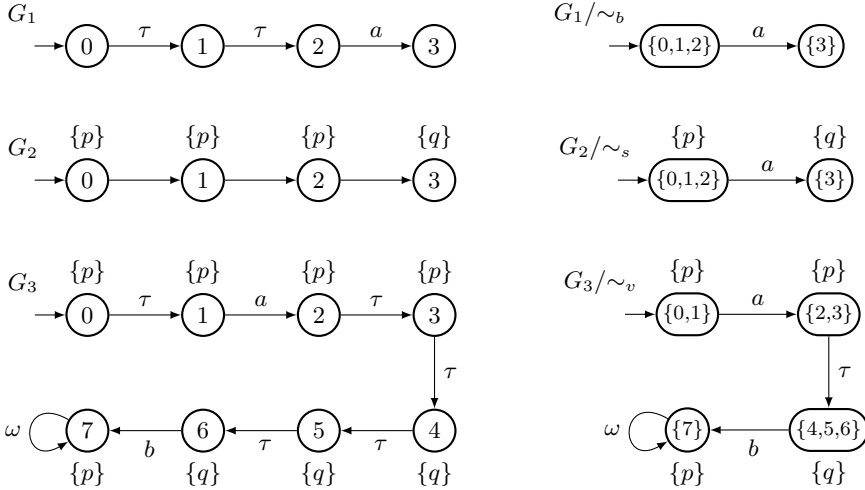 G₁ 0 τ 1 τ 2 a 3 G₁/∼b {0,1,2} a {3}
{p} {p} {p} {q} {p} {q}
G₂ 0 1 2 3 G₂/∼s {0,1,2} a {3}
{p} {p} {p} {p} {p} {p}
G₃ 0 τ 1 a 2 τ 3 G₃/∼v {0,1} a {2,3}
τ τ
ω 7 b 6 τ 5 τ 4 ω {7} b {4,5,6}
{p} {q} {q} {q} {p} {q}